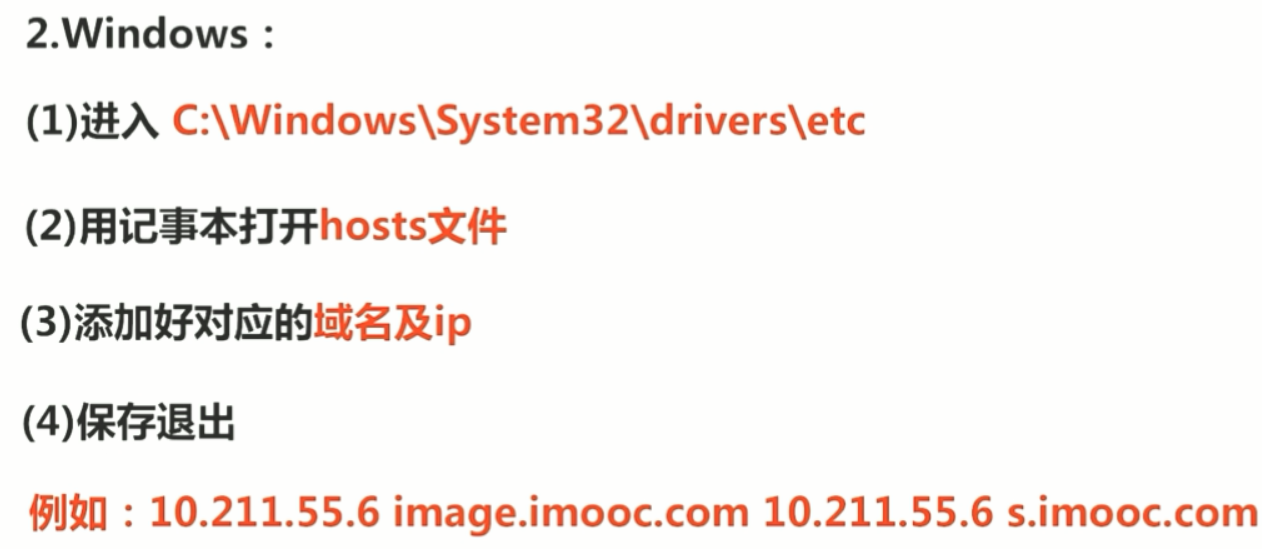 2.Windows：
(1)进入 C:\Windows\System32\drivers\etc
(2)用记事本打开hosts文件
(3)添加好对应的域名及ip
(4)保存退出
例如：10.211.55.6 image.imooc.com 10.211.55.6 s.imooc.com